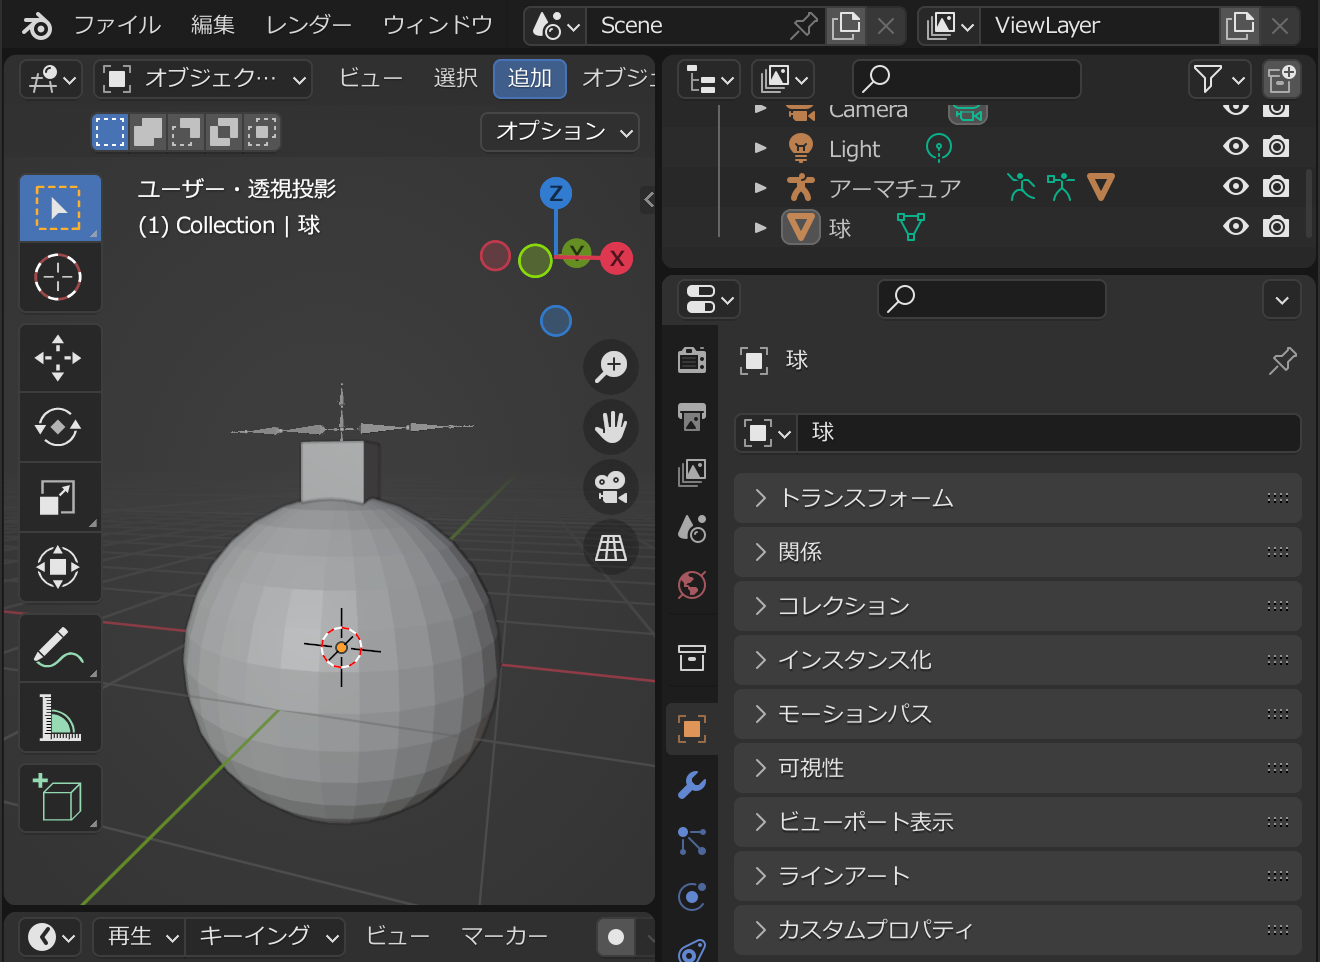 ファイル 編集 レンダー ウィンドウ Scene ViewLayer
オブジェク… ビュー 選択 追加 オブジェ
オプション
ユーザー・透視投影
(1) Collection | 球
Z
Y
X
Camera
Light
アーマチュア
球
球
球
トランスフォーム
関係
コレクション
インスタンス化
モーションパス
可視性
ビューポート表示
ラインアート
カスタムプロパティ
再生 キーイング ビュー マーカー